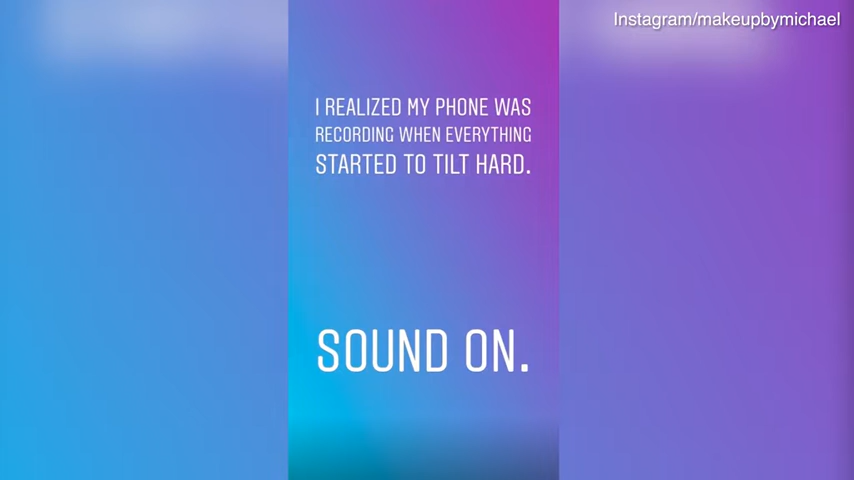 Instagram/makeupbymichael
I REALIZED MY PHONE WAS
RECORDING WHEN EVERYTHING
STARTED TO TILT HARD.
SOUND ON.